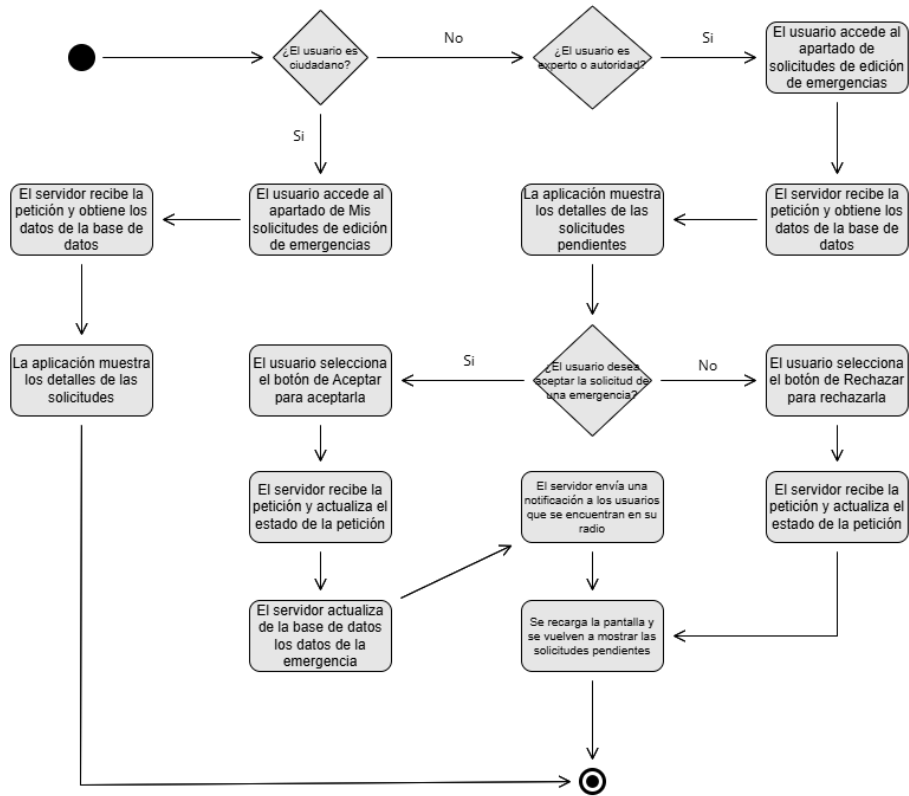 ¿El usuario es
ciudadano?
No
¿El usuario es
experto o autoridad?
Si
El usuario accede al
apartado de
solicitudes de edición
de emergencias
Si
El servidor recibe la
petición y obtiene los
datos de la base de
datos
El usuario accede al
apartado de Mis
solicitudes de edición
de emergencias
La aplicación muestra
los detalles de las
solicitudes
pendientes
El servidor recibe la
petición y obtiene los
datos de la base de
datos
La aplicación muestra
los detalles de las
solicitudes
El usuario selecciona
el botón de Aceptar
para aceptarla
Si
¿El usuario desea
aceptar la solicitud de
una emergencia?
No
El usuario selecciona
el botón de Rechazar
para rechazarla
El servidor recibe la
petición y actualiza el
estado de la petición
El servidor envía una
notificación a los usuarios
que se encuentran en su
radio
El servidor recibe la
petición y actualiza el
estado de la petición
El servidor actualiza
de la base de datos
los datos de la
emergencia
Se recarga la pantalla y
se vuelven a mostrar las
solicitudes pendientes